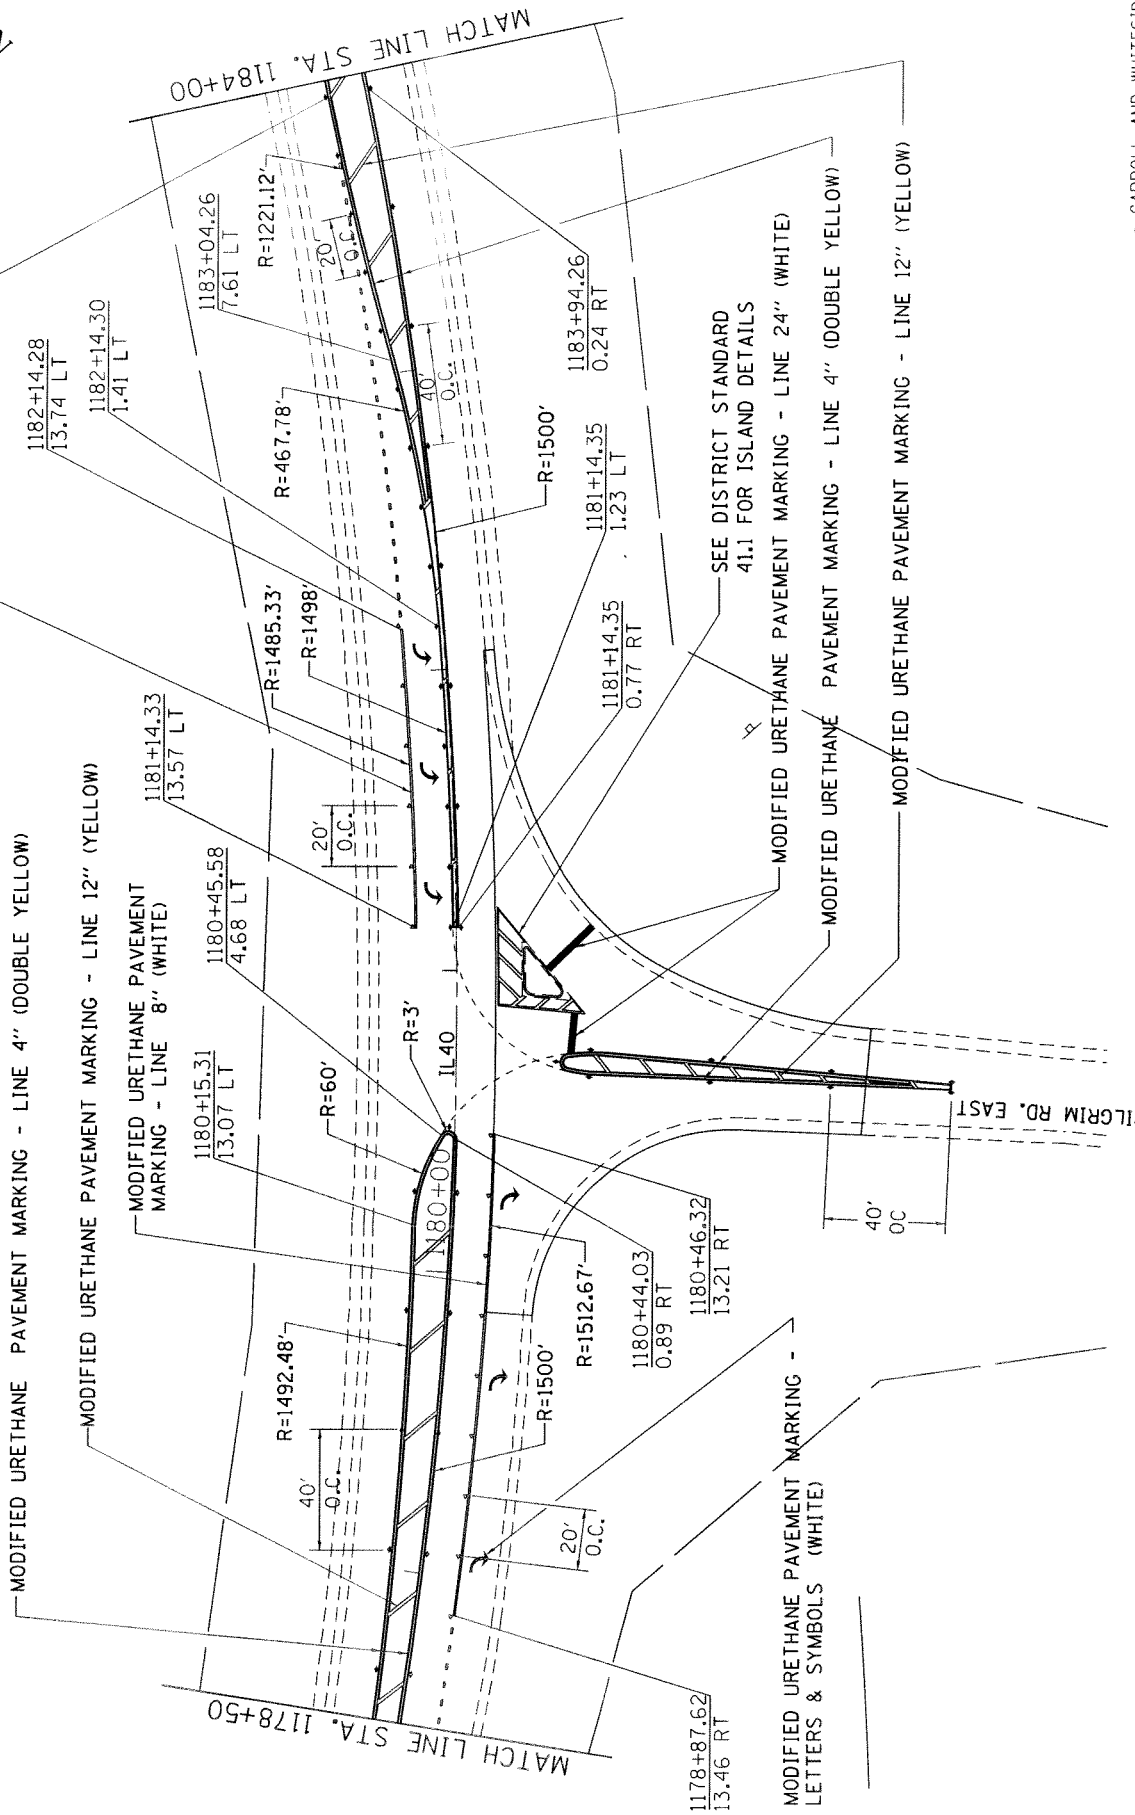 MODIFIED URETHANE PAVEMENT MARKING - LINE 4" (DOUBLE YELLOW)
MODIFIED URETHANE PAVEMENT MARKING - LINE 12" (YELLOW)
MODIFIED URETHANE PAVEMENT
MARKING - LINE 8" (WHITE)
1180+15.31
13.07 LT
1180+45.58
4.68 LT
1181+14.33
13.57 LT
1182+14.28
13.74 LT
1182+14.30
1.41 LT
1183+04.26
7.61 LT
R=1221.12'
R=467.78'
R=1485.33'
R=1498'
20'
O.C.
20'
O.C.
40'
O.C.
R=60'
R=3'
R=1492.48'
40'
O.C.
MATCH LINE STA. 1184+00
MATCH LINE STA. 1178+50
IL40
1180+00
R=1500'
R=1500'
R=1512.67'
20'
O.C.
1178+87.62
13.46 RT
1180+44.03
0.89 RT
1180+46.32
13.21 RT
1181+14.35
0.77 RT
1181+14.35
1.23 LT
1183+94.26
0.24 RT
40'
OC
ILGRIM RD. EAST
SEE DISTRICT STANDARD
41.1 FOR ISLAND DETAILS
MODIFIED URETHANE PAVEMENT MARKING - LINE 24" (WHITE)
MODIFIED URETHANE PAVEMENT MARKING - LINE 4" (DOUBLE YELLOW)
MODIFIED URETHANE PAVEMENT MARKING - LINE 12" (YELLOW)
MODIFIED URETHANE PAVEMENT MARKING -
LETTERS & SYMBOLS (WHITE)